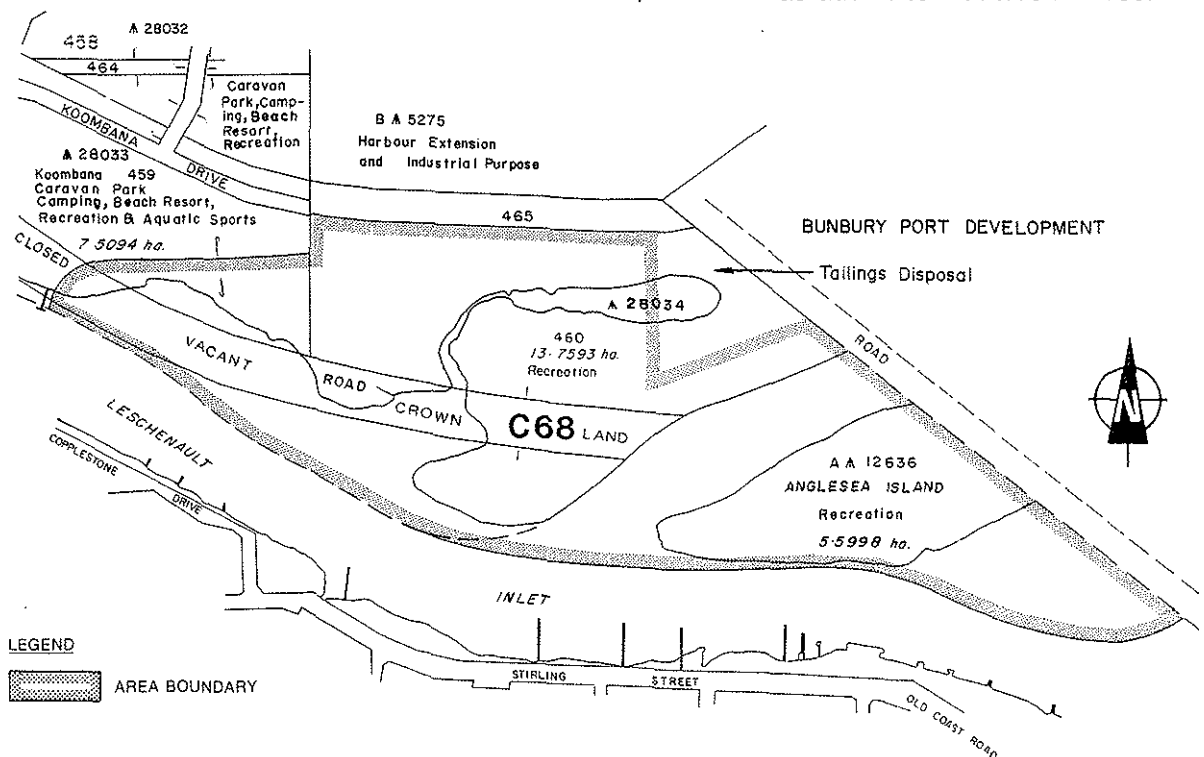 468
A 28032
464
Caravan
Park, Camp-
ing, Beach
Resort,
Recreation
KOOMBANA
DRIVE
B A 5275
Harbour Extension
and Industrial Purpose
A 28033
Koombana 459
Caravan Park
Camping, Beach Resort,
Recreation & Aquatic Sports
7·5094 ha.
465
BUNBURY PORT DEVELOPMENT
Tailings Disposal
CLOSED
ROAD
A 28034
460
13·7593 ha.
Recreation
ROAD
VACANT
CROWN
LAND
C68
A A 12636
ANGLESEA ISLAND
Recreation
5·5998 ha.
N
LESCHENAULT
INLET
COPPLESTONE
DRIVE
STIRLING
STREET
OLD COAST ROAD
LEGEND
AREA BOUNDARY